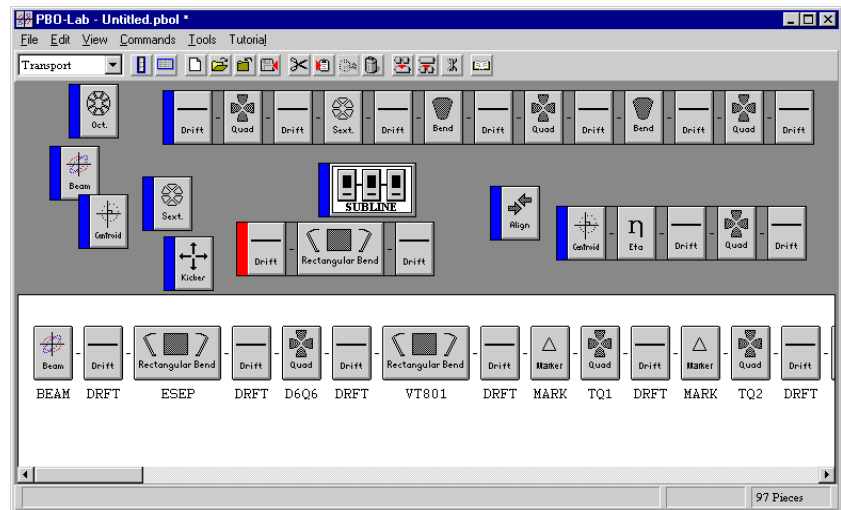 PBO-Lab - Untitled.pbol *
File Edit View Commands Tools Tutorial
Transport
Oct.
Drift Quad Drift Sext. Drift Bend Drift Quad Drift Bend Drift Quad Drift
Beam
Centroid
Sext.
Kicker
SUBLINE
Drift Rectangular Bend Drift
Align
Centroid η Eta Drift Quad Drift
Beam Drift Rectangular Bend Drift Quad Drift Rectangular Bend Drift Marker Quad Drift Marker Quad Drift
BEAM DRFT ESEP DRFT D6Q6 DRFT VT801 DRFT MARK TQ1 DRFT MARK TQ2 DRFT
97 Pieces